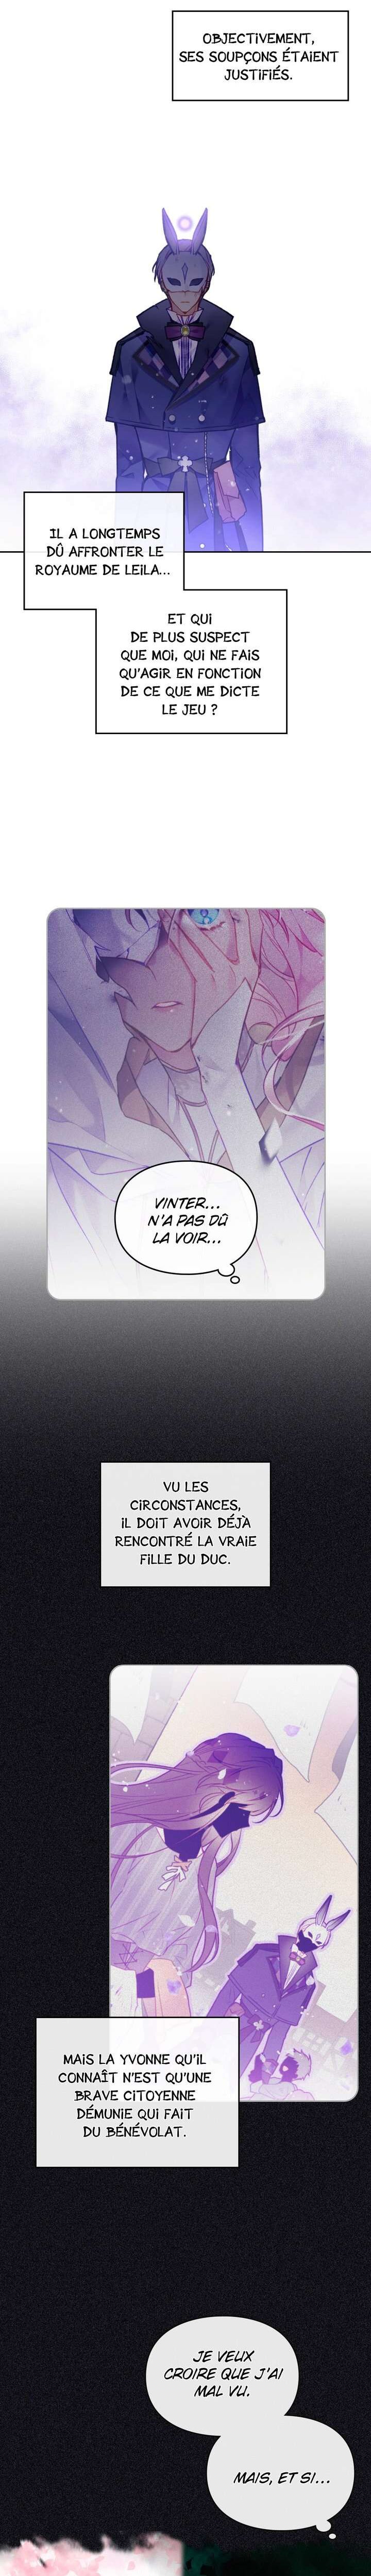 OBJECTIVEMENT,
SES SOUPÇONS ÉTAIENT
JUSTIFIÉS.
IL A LONGTEMPS
DÛ AFFRONTER LE
ROYAUME DE LEILA...
ET QUI
DE PLUS SUSPECT
QUE MOI, QUI NE FAIS
QU'AGIR EN FONCTION
DE CE QUE ME DICTE
LE JEU ?
VINTER...
N'A PAS DÛ
LA VOIR...
VU LES
CIRCONSTANCES,
IL DOIT AVOIR DÉJÀ
RENCONTRÉ LA VRAIE
FILLE DU DUC.
MAIS LA YVONNE QU'IL
CONNAÎT N'EST QU'UNE
BRAVE CITOYENNE
DÉMUNIE QUI FAIT
DU BÉNÉVOLAT.
JE VEUX
CROIRE QUE J'AI
MAL VU.
MAIS, ET SI...